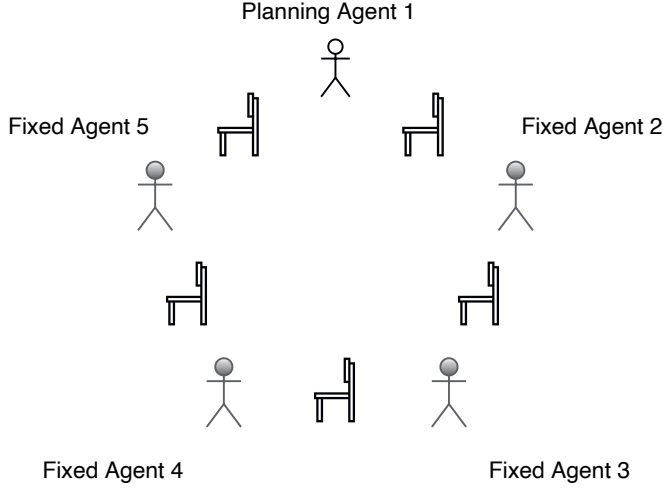 Planning Agent 1
Fixed Agent 5
Fixed Agent 2
Fixed Agent 4
Fixed Agent 3